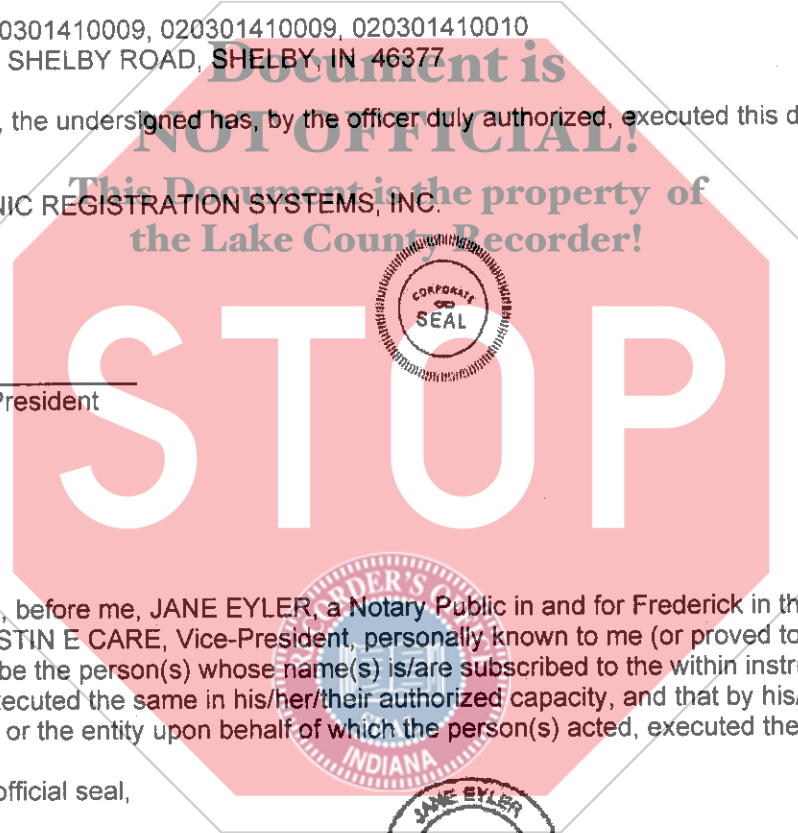 0301410009, 020301410009, 020301410010
SHELBY ROAD, SHELBY, IN 46377
Document is
, the undersigned has, by the officer duly authorized, executed this d
NOT OFFICIAL!
This Document is the property of
NIC REGISTRATION SYSTEMS, INC.
the Lake County Recorder!
CORPORATE
SEAL
President
STOP
RECORDER'S
, before me, JANE EYLER, a Notary Public in and for Frederick in th
STIN E CARE, Vice-President, personally known to me (or proved to
be the person(s) whose name(s) is/are subscribed to the within instr
ecuted the same in his/her/their authorized capacity, and that by his/
or the entity upon behalf of which the person(s) acted, executed the
INDIANA
official seal,
JANE EYLER